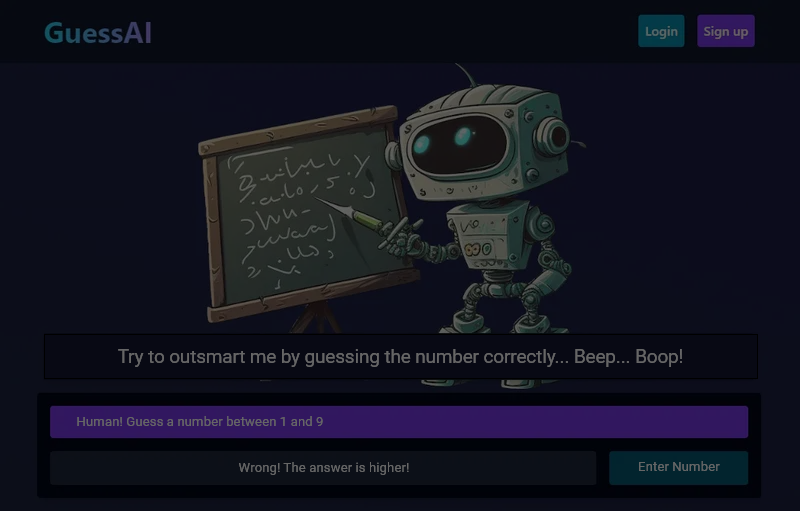 GuessAI
Login
Sign up
Try to outsmart me by guessing the number correctly... Beep... Boop!
Human! Guess a number between 1 and 9
Wrong! The answer is higher!
Enter Number